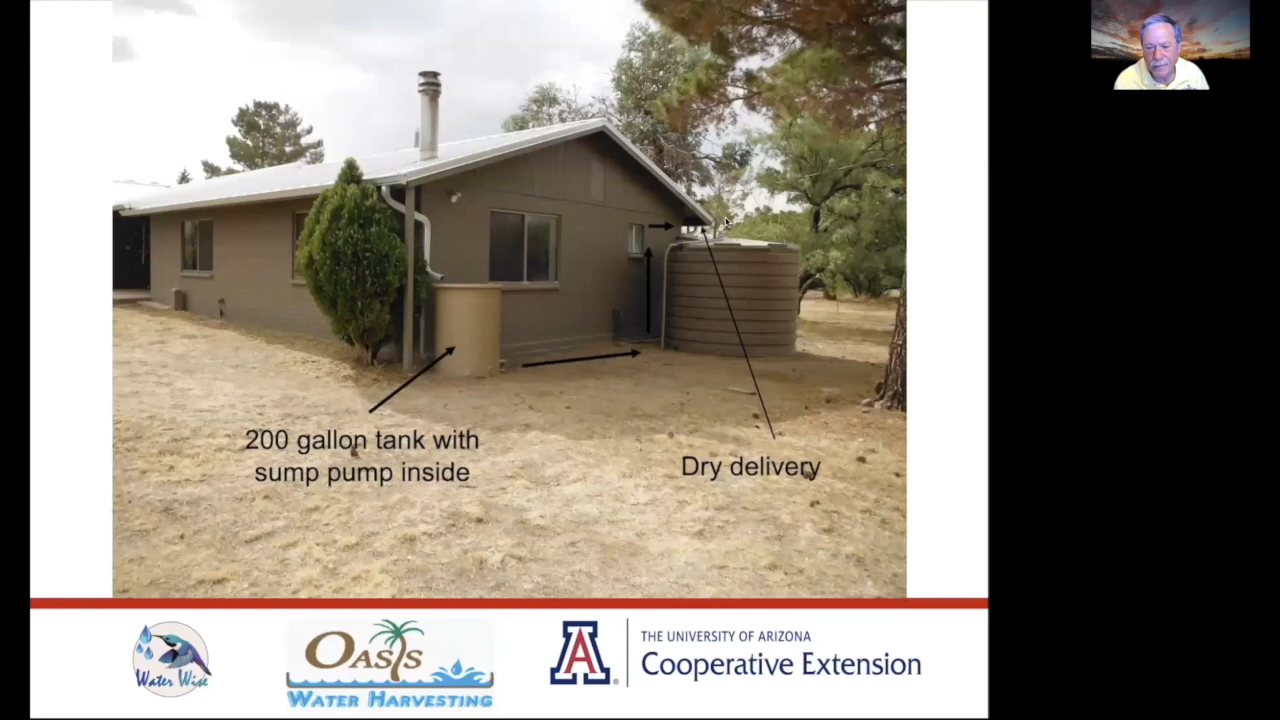 200 gallon tank with
sump pump inside
Dry delivery
Water Wise
OASIS
WATER HARVESTING
A
THE UNIVERSITY OF ARIZONA
Cooperative Extension